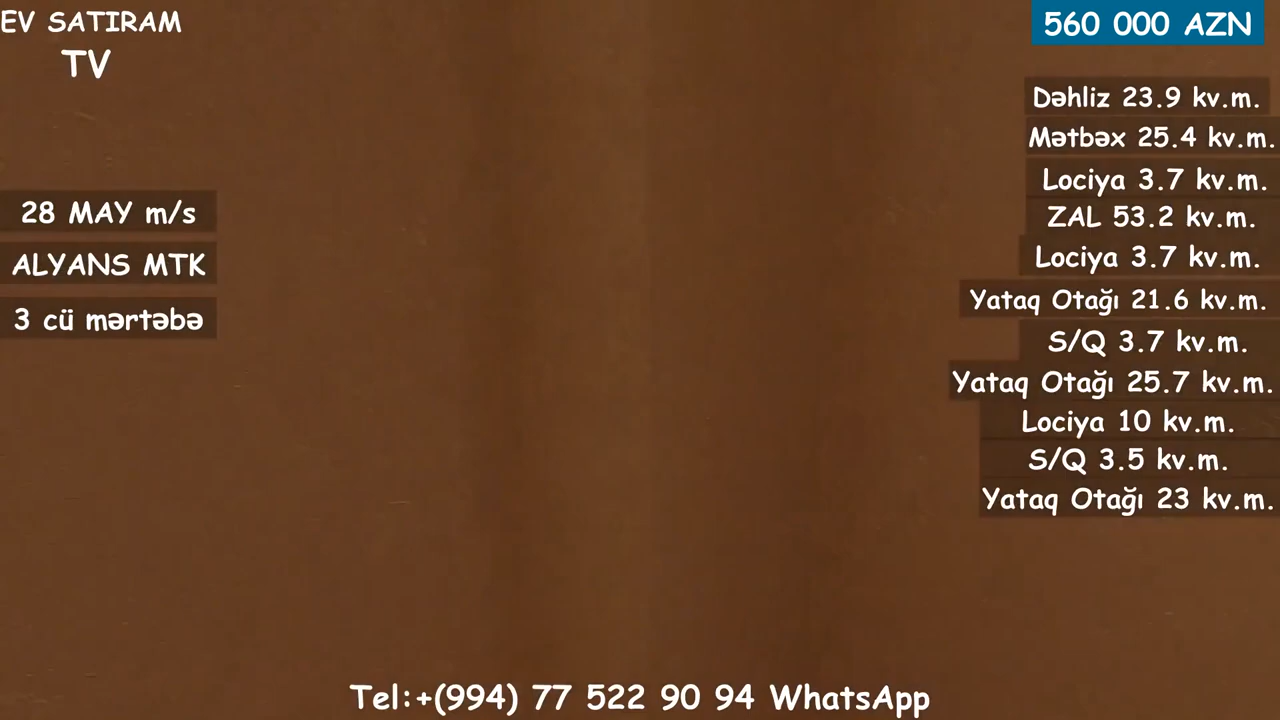 EV SATIRAM
TV
28 MAY m/s
ALYANS MTK
3 cü mərtəbə
560 000 AZN
Dəhliz 23.9 kv.m.
Mətbəx 25.4 kv.m.
Lociya 3.7 kv.m.
ZAL 53.2 kv.m.
Lociya 3.7 kv.m.
Yataq Otağı 21.6 kv.m.
S/Q 3.7 kv.m.
Yataq Otağı 25.7 kv.m.
Lociya 10 kv.m.
S/Q 3.5 kv.m.
Yataq Otağı 23 kv.m.
Tel:+(994) 77 522 90 94 WhatsApp